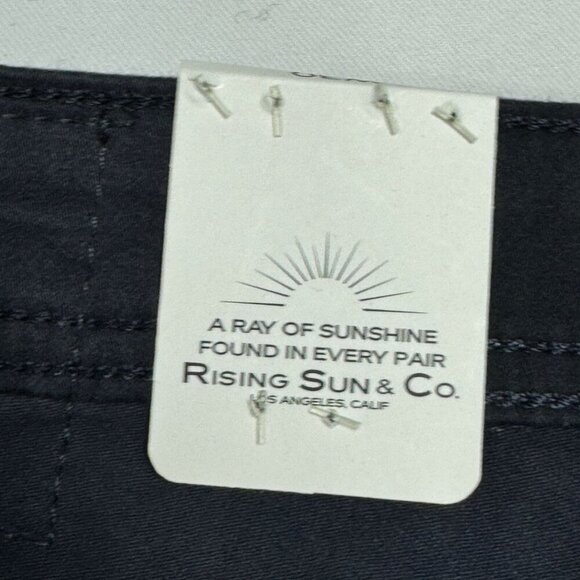 A RAY OF SUNSHINE
FOUND IN EVERY PAIR
RISING SUN & CO.
LOS ANGELES, CALIF